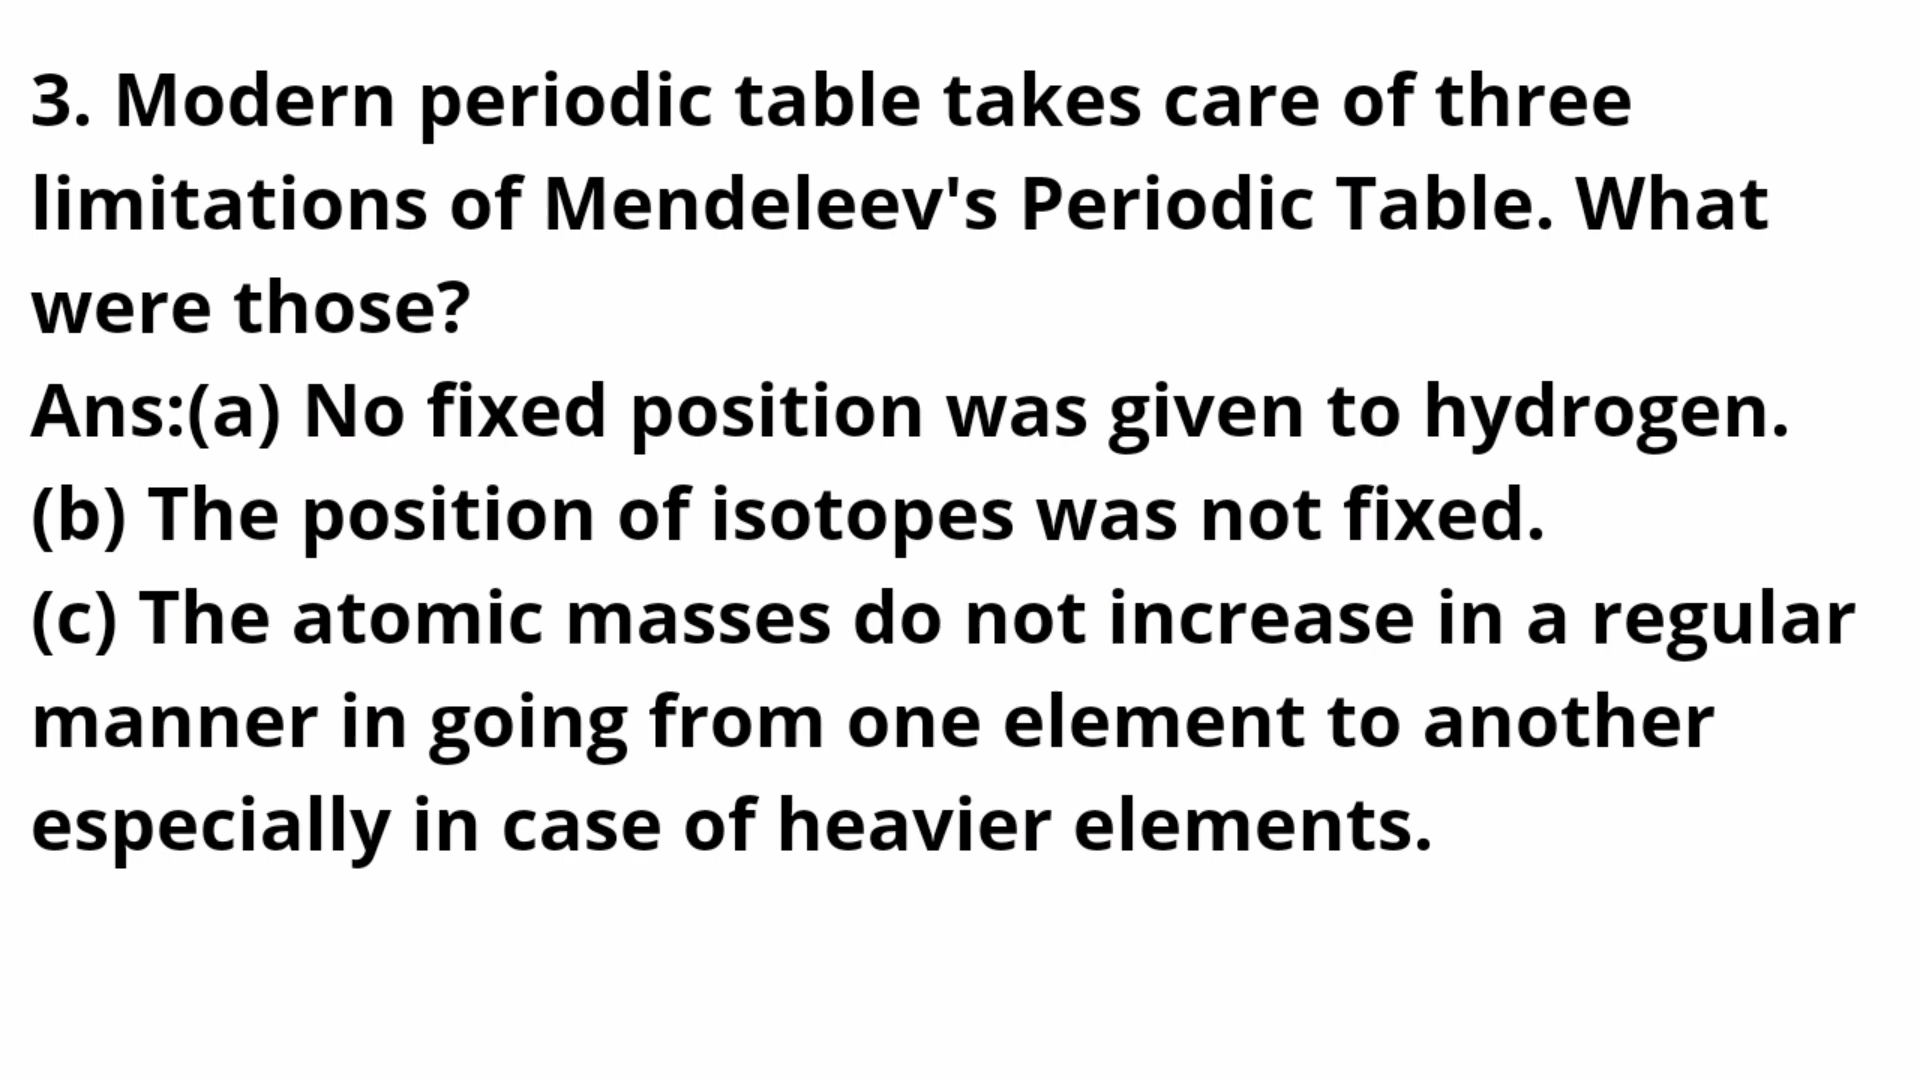 3. Modern periodic table takes care of three
limitations of Mendeleev's Periodic Table. What
were those?
Ans:(a) No fixed position was given to hydrogen.
(b) The position of isotopes was not fixed.
(c) The atomic masses do not increase in a regular
manner in going from one element to another
especially in case of heavier elements.